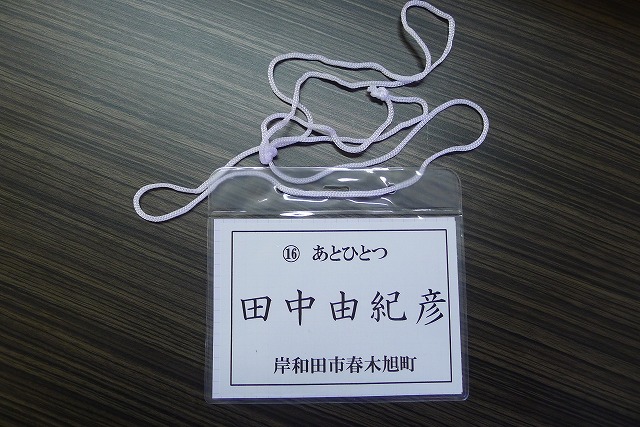 ⑯ あとひとつ
田中由紀彦
岸和田市春木旭町